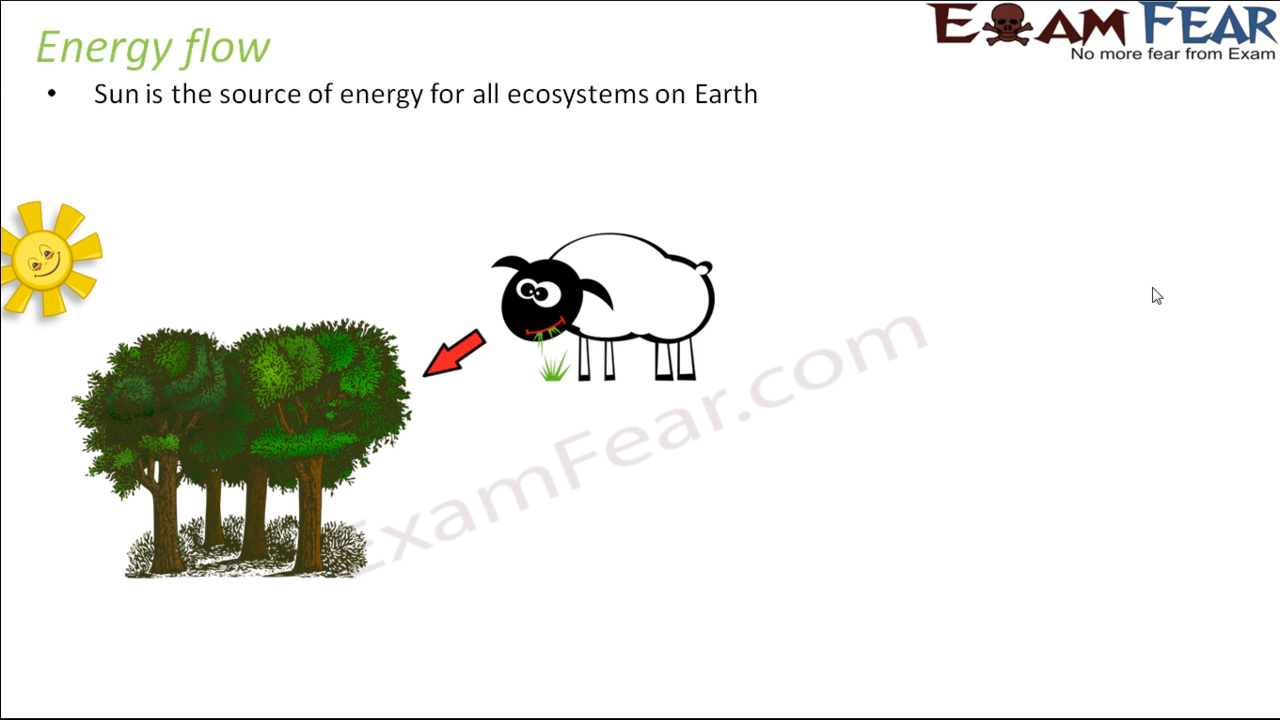 Energy flow
EXAM FEAR
No more fear from Exam
• Sun is the source of energy for all ecosystems on Earth
ExamFear.com